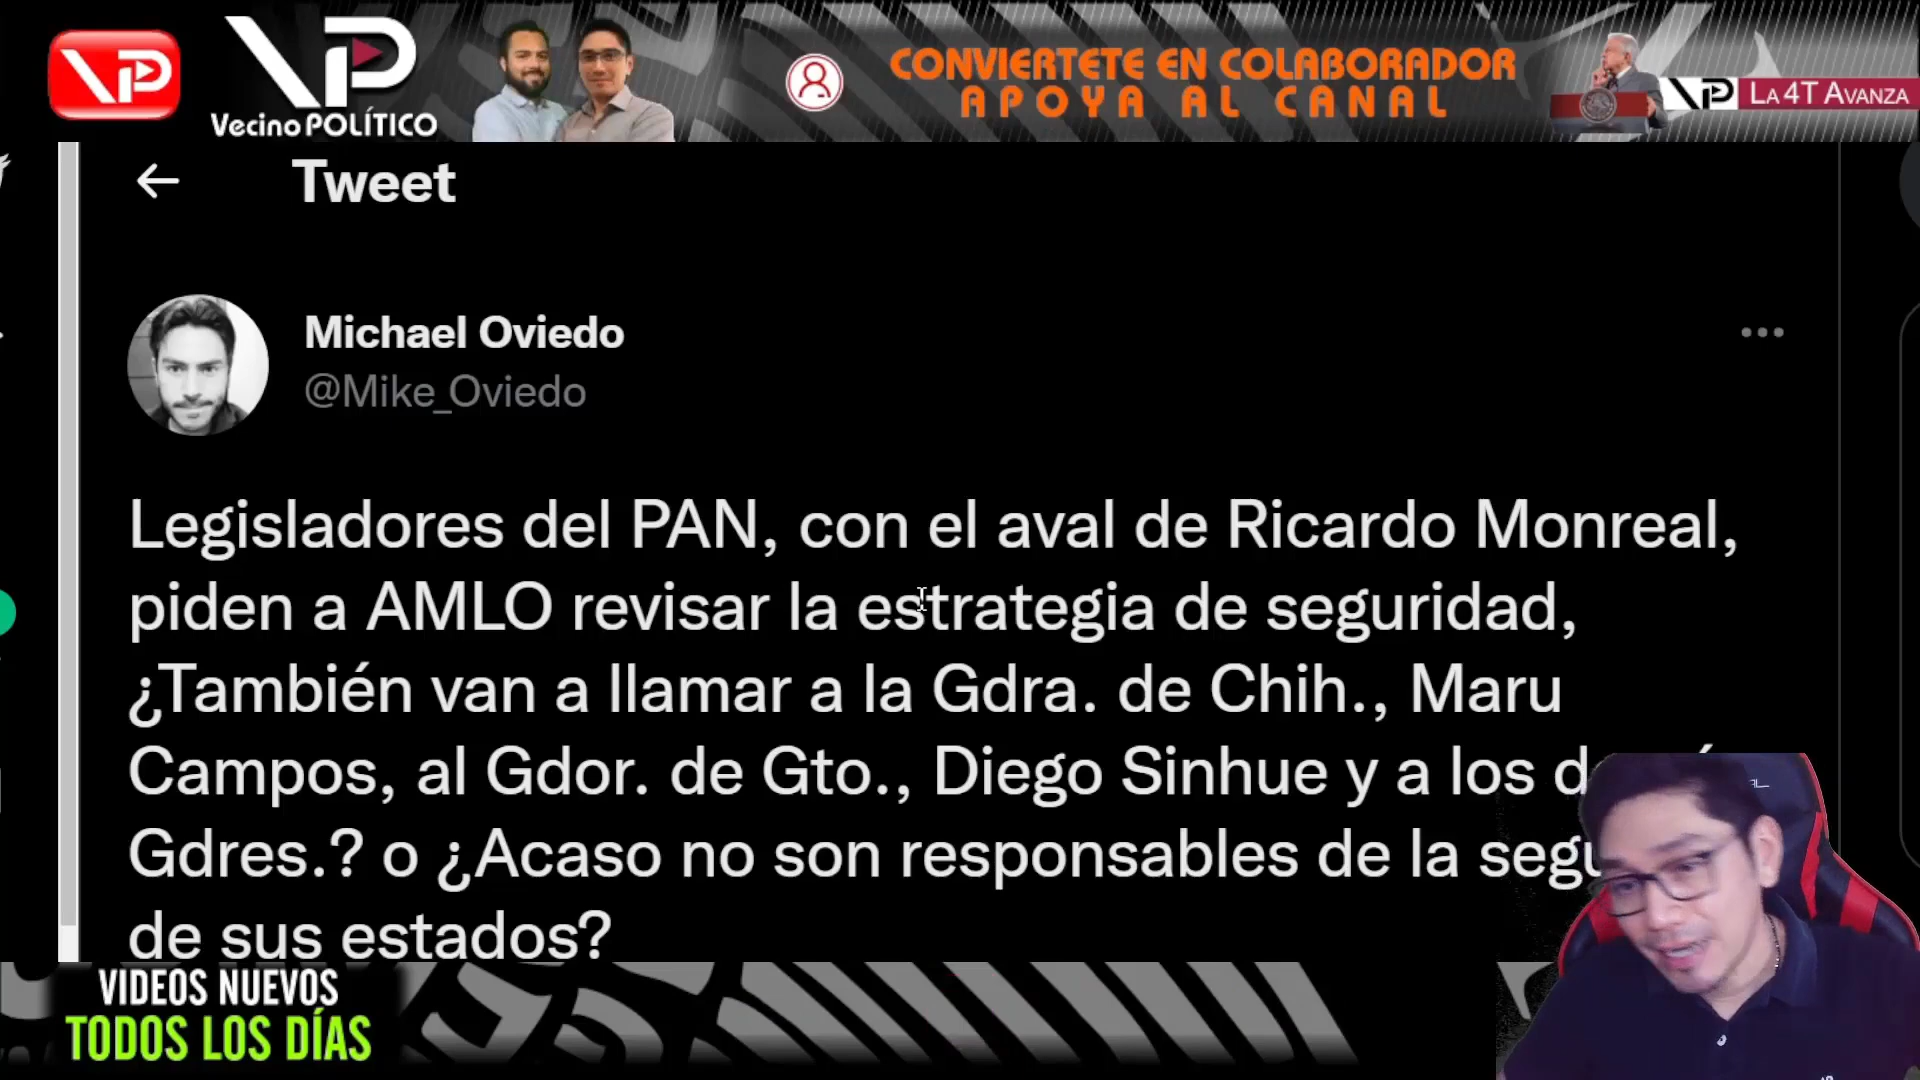 VP
VP
VecinoPOLÍTICO
CONVIERTETE EN COLABORADOR
APOYA AL CANAL
VP LA 4T AVANZA
Tweet
Michael Oviedo
@Mike_Oviedo
Legisladores del PAN, con el aval de Ricardo Monreal,
piden a AMLO revisar la estrategia de seguridad,
¿También van a llamar a la Gdra. de Chih., Maru
Campos, al Gdor. de Gto., Diego Sinhue y a los
Gdres.? o ¿Acaso no son responsables de la
de sus estados?
VIDEOS NUEVOS
TODOS LOS DÍAS